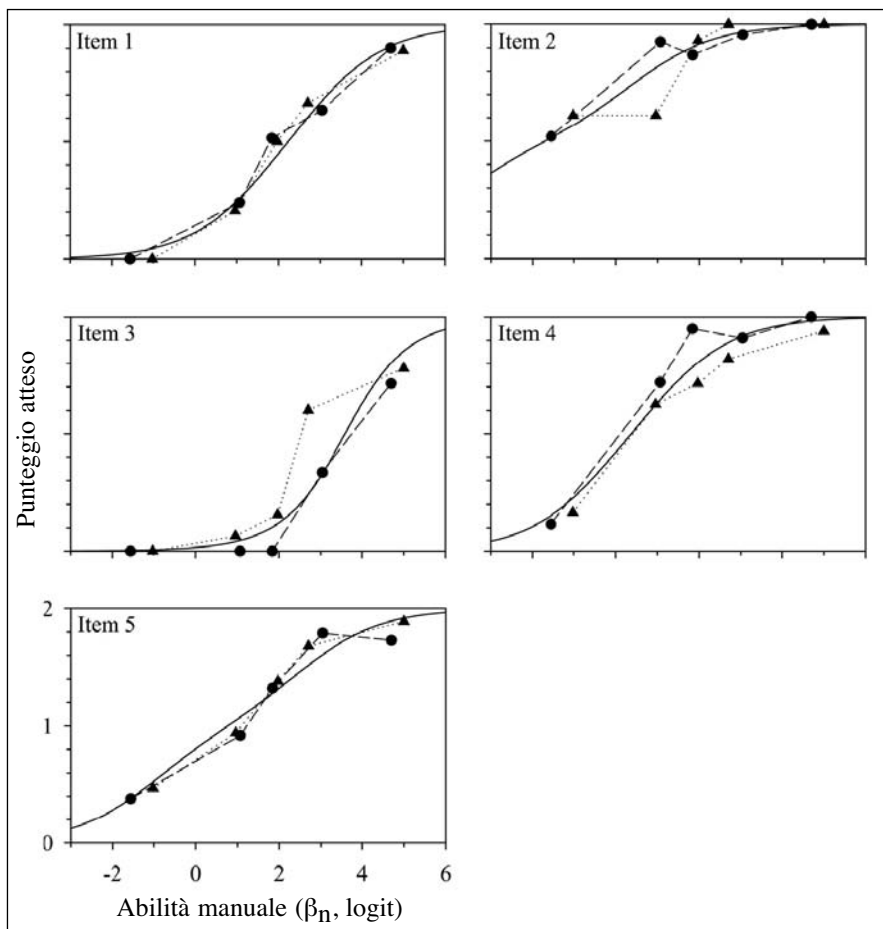 Item 1
Item 2
Item 3
Item 4
Item 5
Punteggio atteso
2
1
0
-2 0 2 4 6
Abilità manuale (βn, logit)